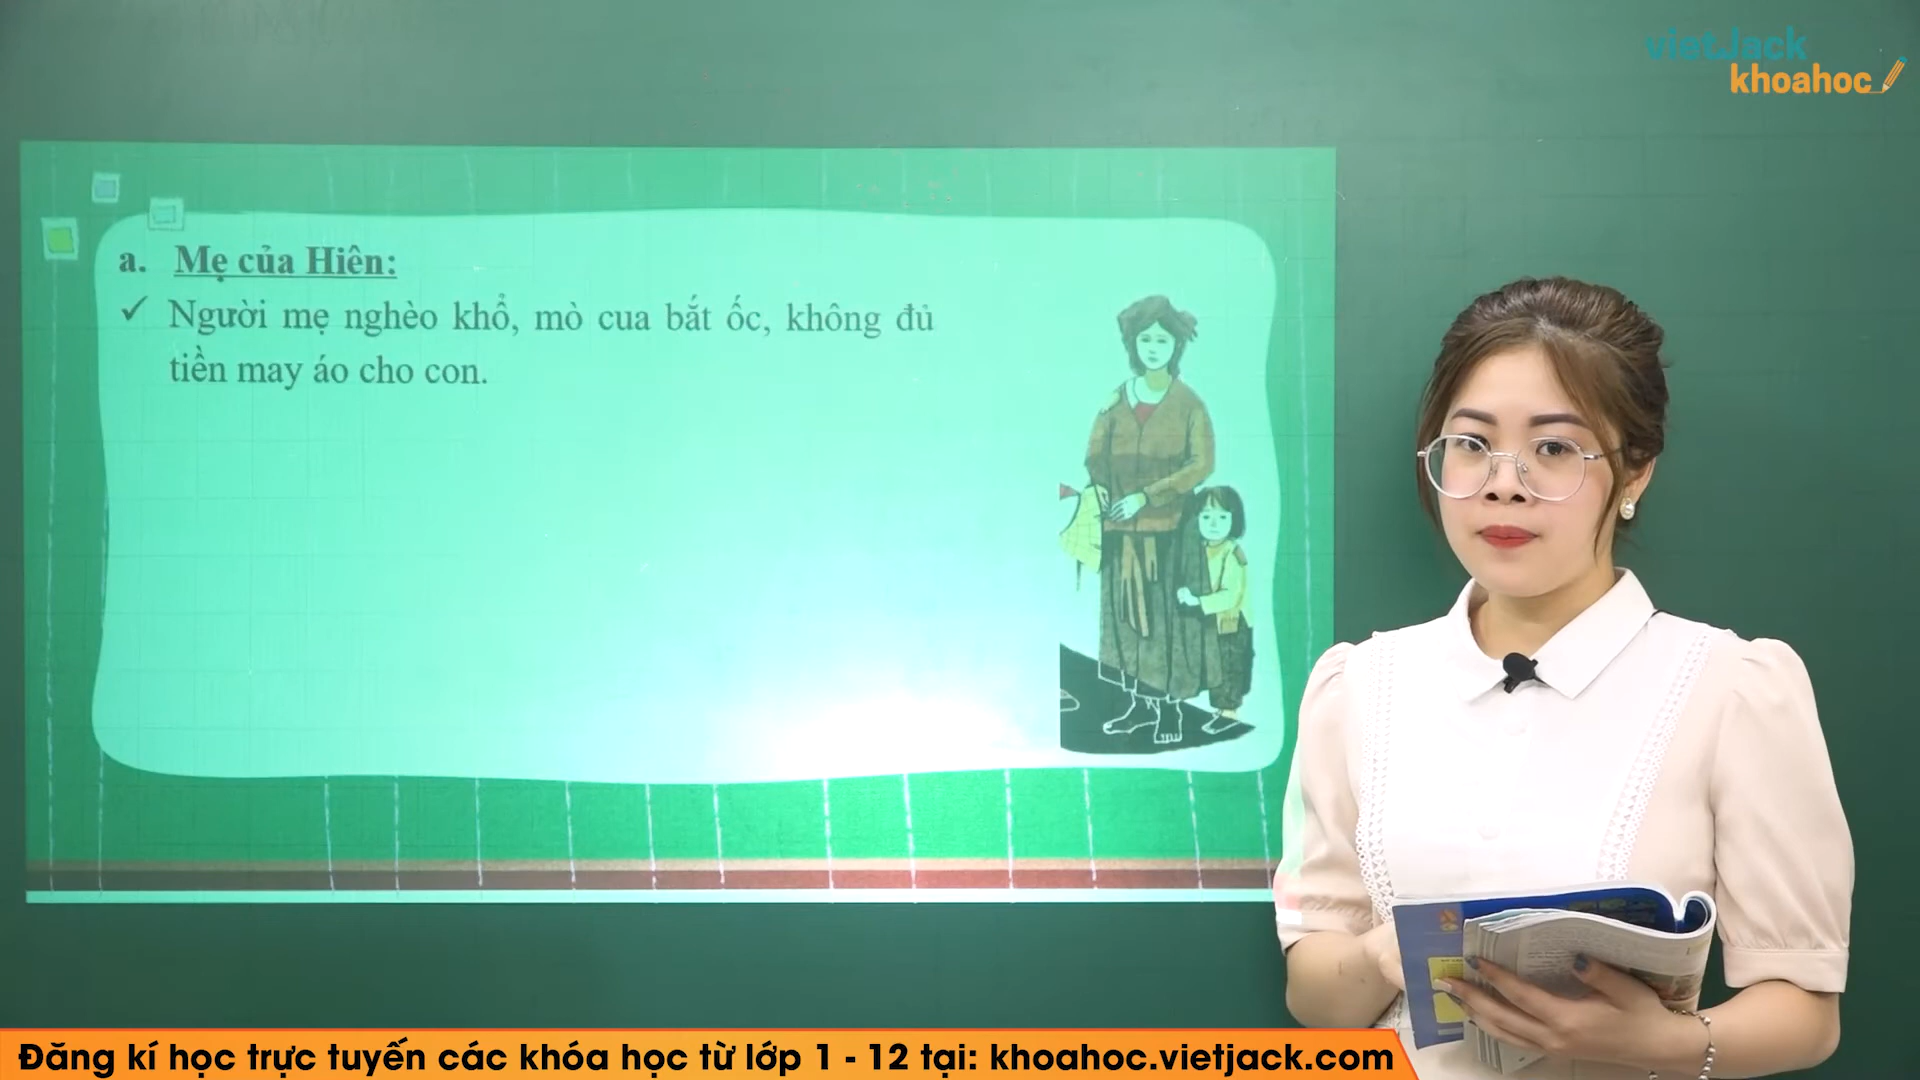 vietJack
khoahoc
a. Mẹ của Hiên:
✓ Người mẹ nghèo khổ, mò cua bắt ốc, không đủ
tiền may áo cho con.
Đăng kí học trực tuyến các khóa học từ lớp 1 - 12 tại: khoahoc.vietjack.com